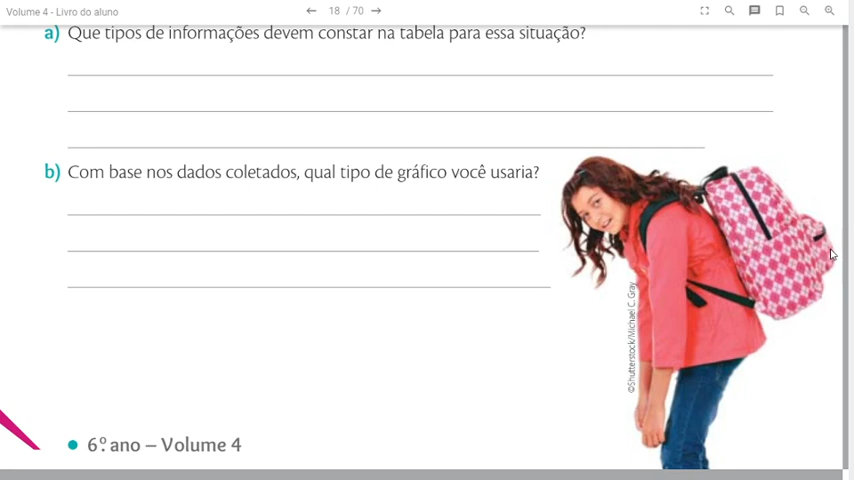 Volume 4 - Livro do aluno
18 / 70
a) Que tipos de informações devem constar na tabela para essa situação?
b) Com base nos dados coletados, qual tipo de gráfico você usaria?
©Shutterstock/Michael C. Gray
6º. ano – Volume 4